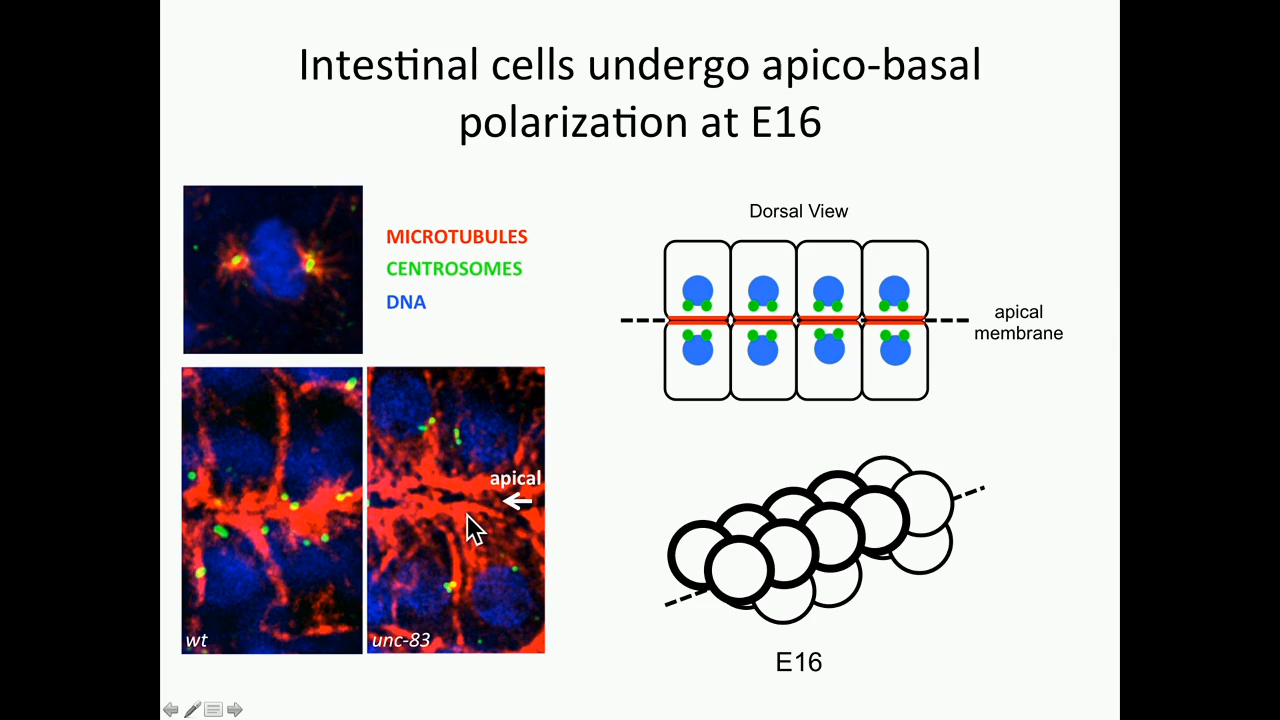 Intestinal cells undergo apico-basal
polarization at E16
MICROTUBULES
CENTROSOMES
DNA
apical
wt
unc-83
Dorsal View
apical
membrane
E16